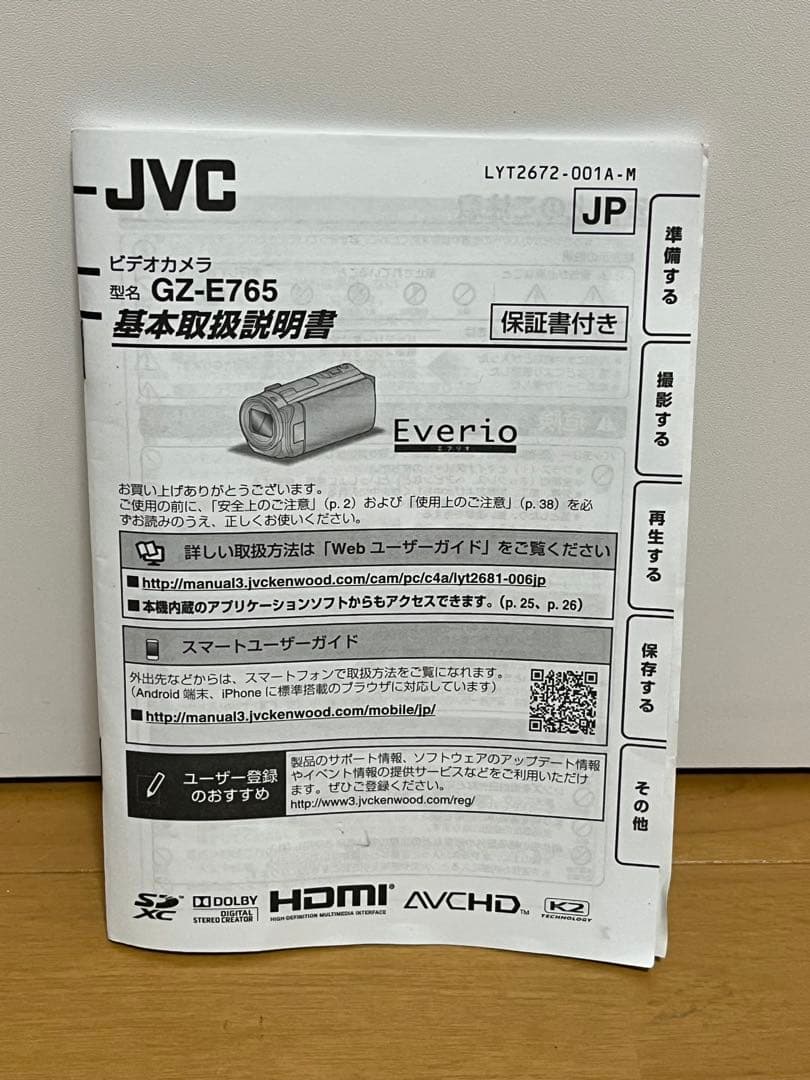 JVC
LYT2672-001A-M
JP
ビデオカメラ
型名 GZ-E765
基本取扱説明書
保証書付き
Everio
エブリオ
お買い上げありがとうございます。
ご使用の前に、「安全上のご注意」(p. 2) および「使用上のご注意」(p. 38) を必
ずお読みのうえ、正しくお使いください。
詳しい取扱方法は「Web ユーザーガイド」をご覧ください
■ http://manual3.jvckenwood.com/cam/pc/c4a/lyt2681-006jp
■ 本機内蔵のアプリケーションソフトからもアクセスできます。(p. 25、p. 26)
スマートユーザーガイド
外出先などからは、スマートフォンで取扱方法をご覧になれます。
(Android 端末、iPhone に標準搭載のブラウザに対応しています)
■ http://manual3.jvckenwood.com/mobile/jp/
ユーザー登録
のおすすめ
製品のサポート情報、ソフトウェアのアップデート情報
やイベント情報の提供サービスなどをご利用いただけ
ます。ぜひご登録ください。
http://www3.jvckenwood.com/reg/
準備する
撮影する
再生する
保存する
その他
SD XC
DOLBY
DIGITAL
STEREO CREATOR
HDMI
HIGH-DEFINITION MULTIMEDIA INTERFACE
AVCHD™
K2
TECHNOLOGY